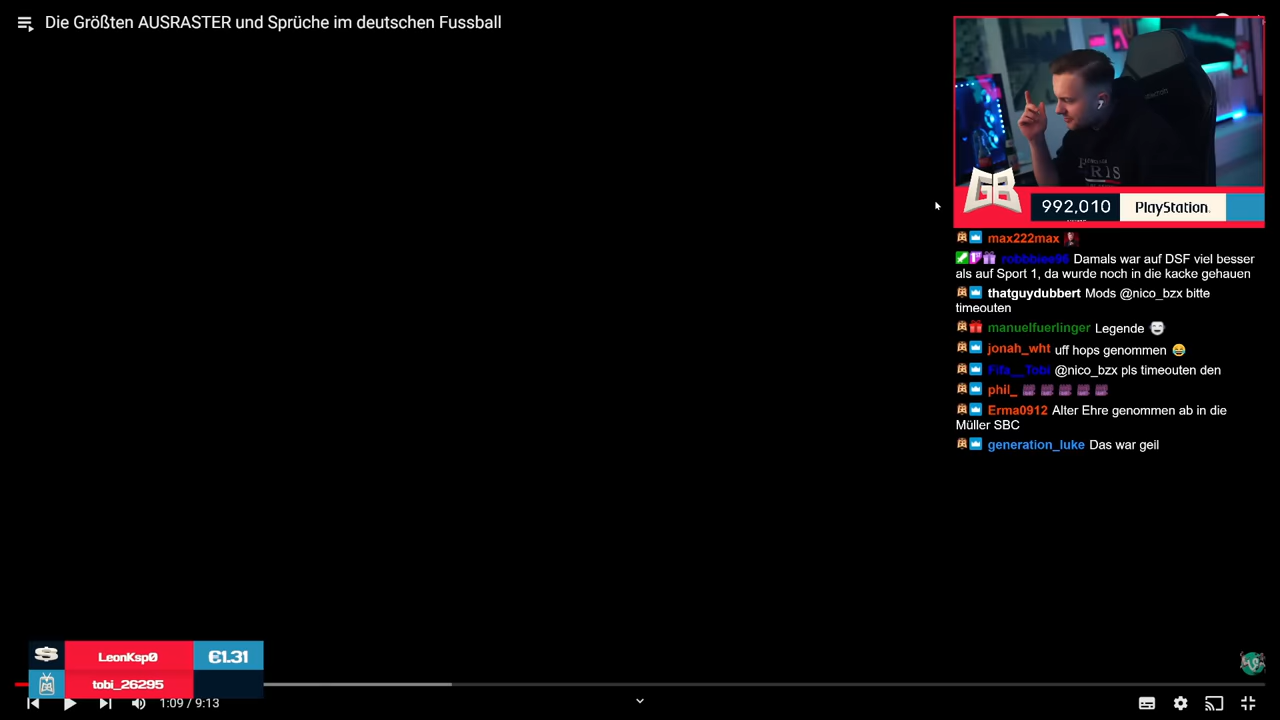 Die Größten AUSRASTER und Sprüche im deutschen Fussball
PARIS
GB
992,010
PlayStation.
max222max
robbbiee96 Damals war auf DSF viel besser
als auf Sport 1, da wurde noch in die kacke gehauen
thatguydubbert Mods @nico_bzx bitte
timeouten
manuelfuerlinger Legende
jonah_wht uff hops genommen
Fifa__Tobi @nico_bzx pls timeouten den
phil_
Erma0912 Alter Ehre genommen ab in die
Müller SBC
generation_luke Das war geil
LeonKsp0
€1.31
tobi_26295
1:09 / 9:13